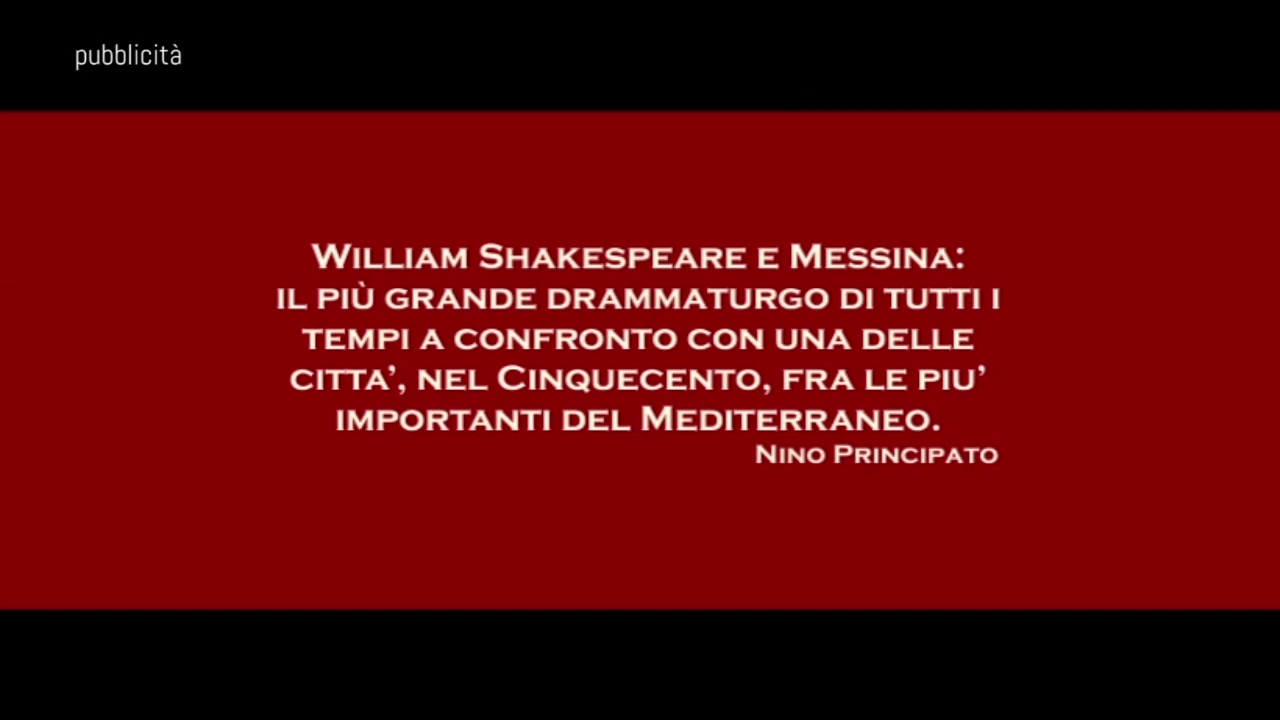 pubblicità
William Shakespeare e Messina:
il più grande drammaturgo di tutti i
tempi a confronto con una delle
citta’, nel Cinquecento, fra le piu’
importanti del Mediterraneo.
Nino Principato